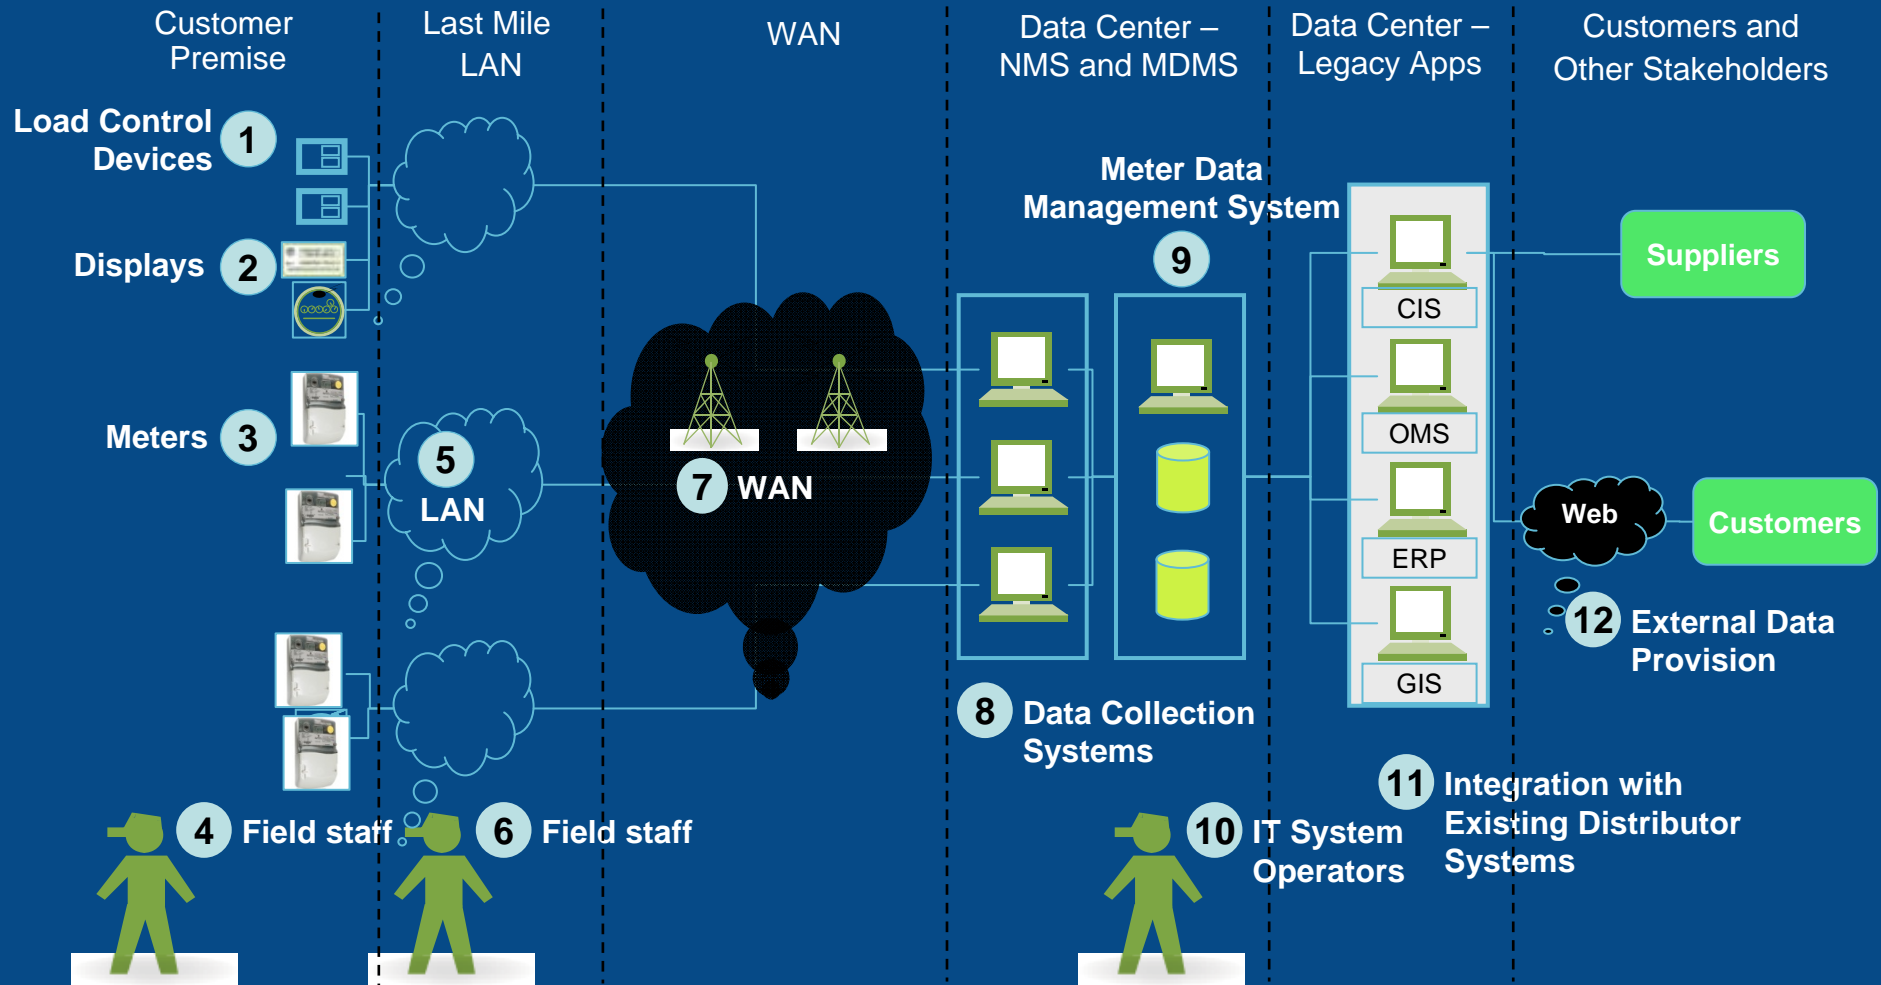 Customer
Premise
Last Mile
LAN
WAN
Data Center –
NMS and MDMS
Data Center –
Legacy Apps
Customers and
Other Stakeholders
Load Control
Devices
1
Displays
2
Meters
3
5
LAN
7
WAN
Meter Data
Management System
9
CIS
OMS
ERP
GIS
Suppliers
Web
Customers
12
External Data
Provision
8
Data Collection
Systems
11
Integration with
Existing Distributor
Systems
4
Field staff
6
Field staff
10
IT System
Operators